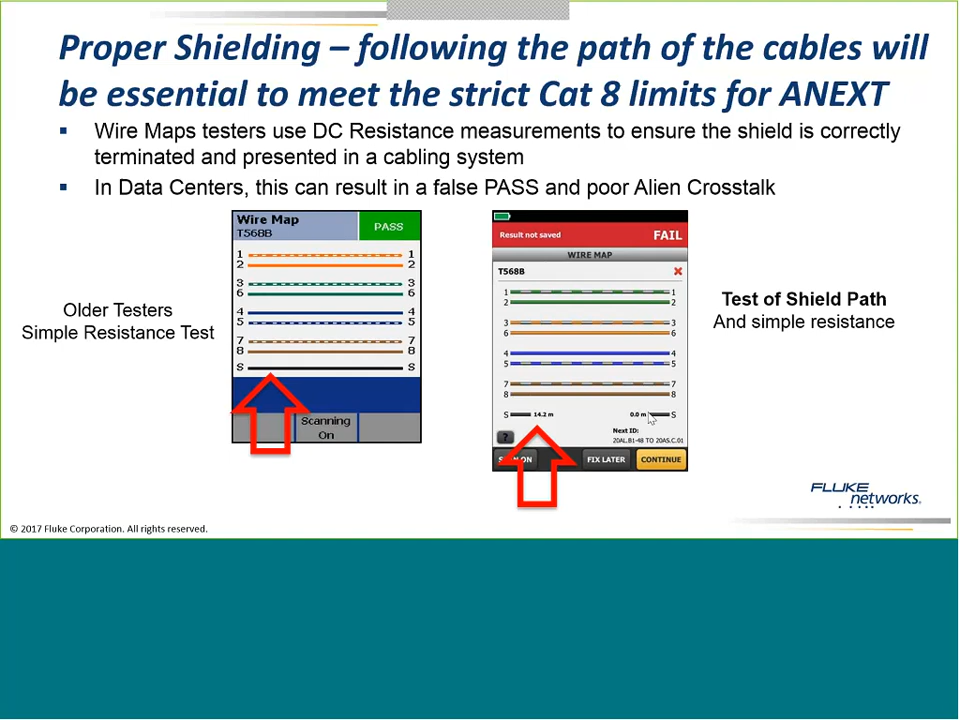 Proper Shielding – following the path of the cables will
be essential to meet the strict Cat 8 limits for ANEXT
▪ Wire Maps testers use DC Resistance measurements to ensure the shield is correctly
terminated and presented in a cabling system
▪ In Data Centers, this can result in a false PASS and poor Alien Crosstalk
Older Testers
Simple Resistance Test
Wire Map
T568B
PASS
1 1
2 2
3 3
6 6
4 4
5 5
7 7
8 8
S S
Scanning
On
Result not saved FAIL
WIRE MAP
T568B
1 1
2 2
3 3
6 6
4 4
5 5
7 7
8 8
S 14.2 m 0.0 m S
Next ID:
?
20AL.B1-48 TO 20AS.C.01
ON FIX LATER CONTINUE
Test of Shield Path
And simple resistance
FLUKE
networks.
© 2017 Fluke Corporation. All rights reserved.